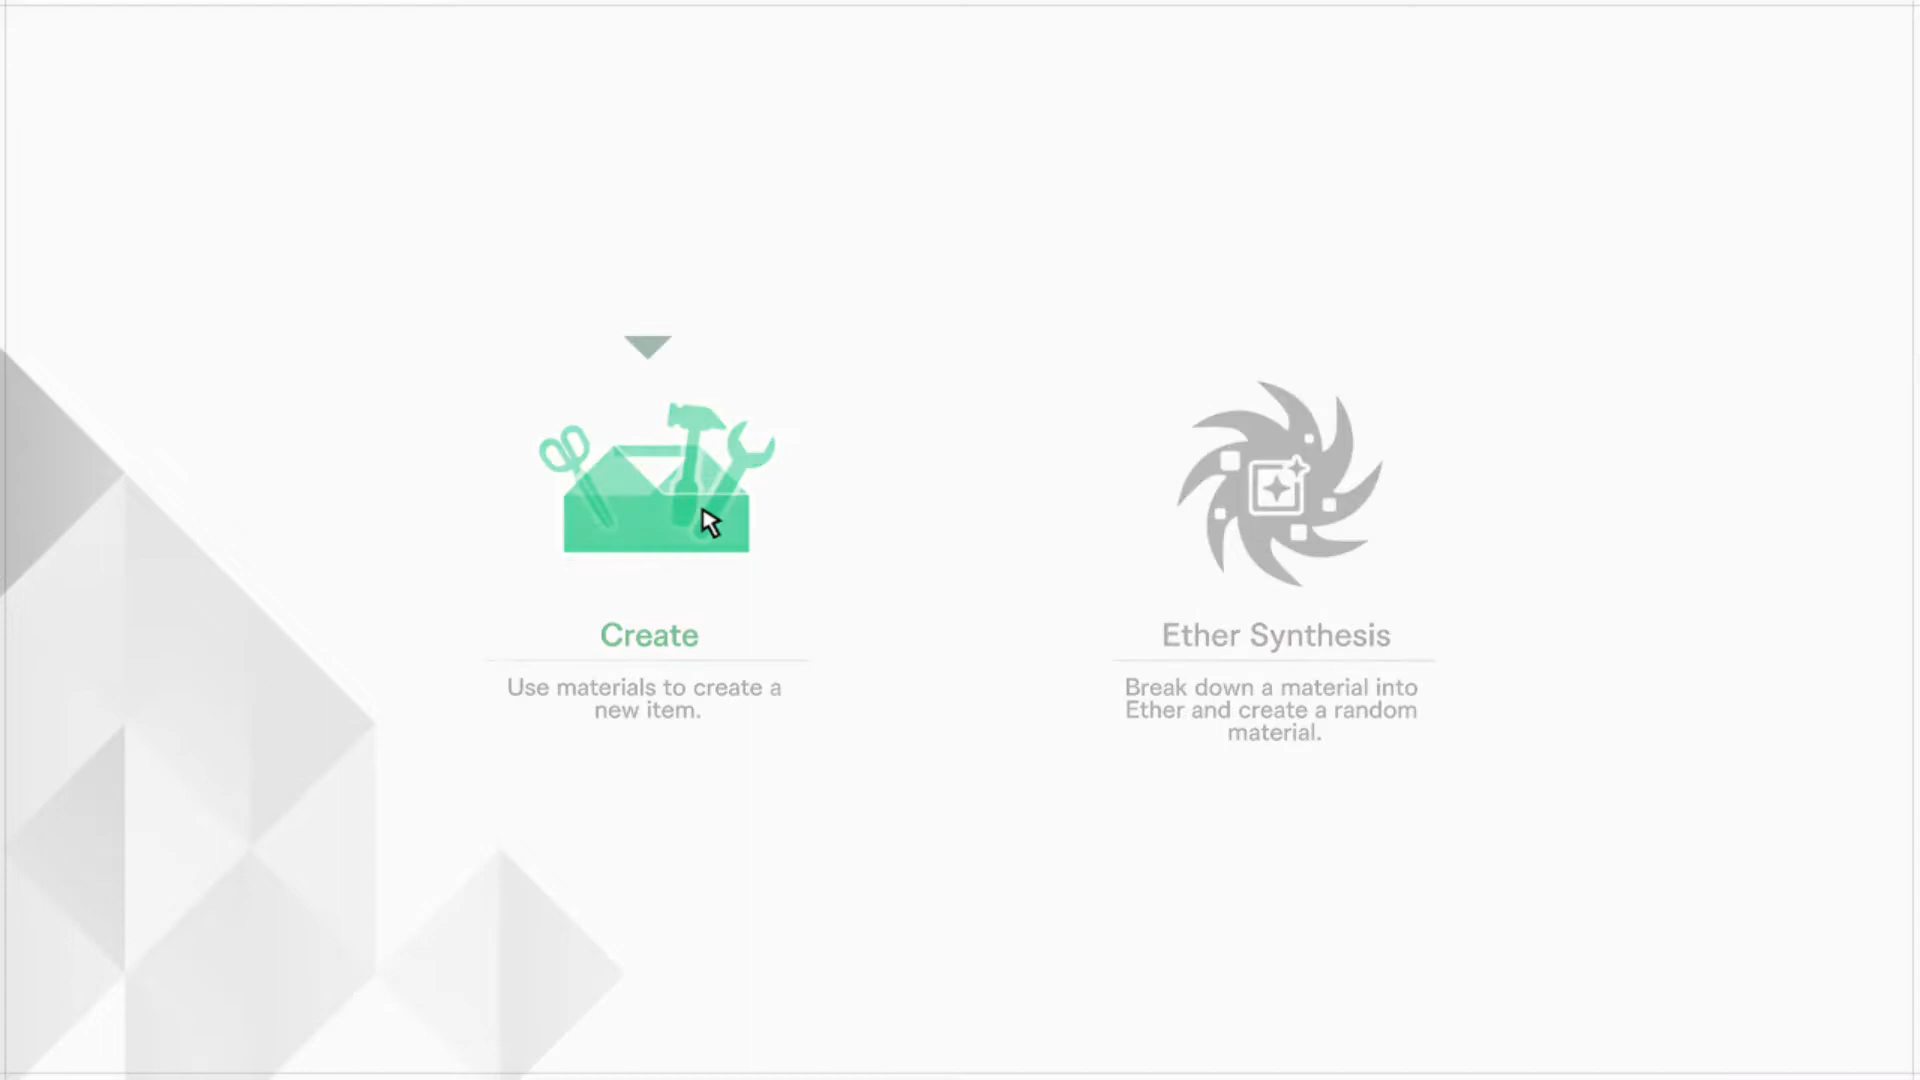 Create
Use materials to create a
new item.
Ether Synthesis
Break down a material into
Ether and create a random
material.